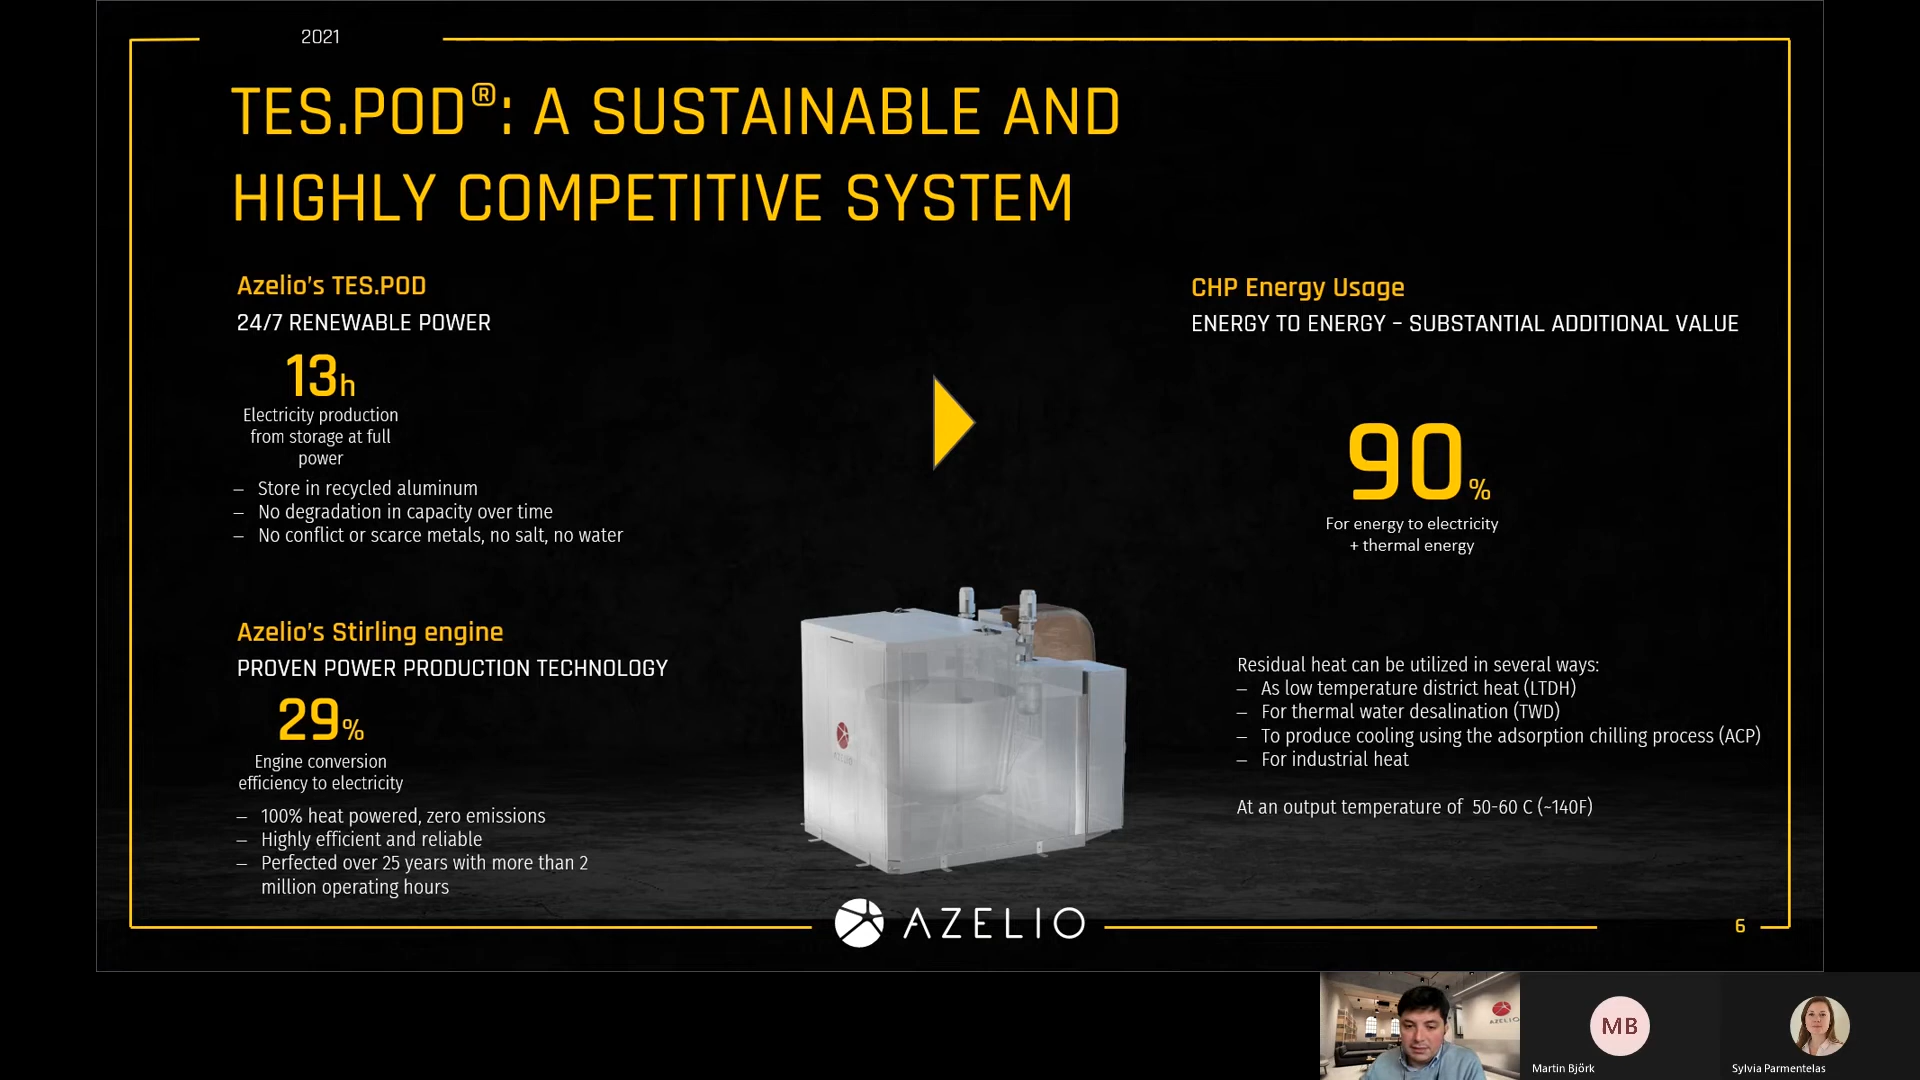 2021
TES.POD®: A SUSTAINABLE AND
HIGHLY COMPETITIVE SYSTEM
Azelio's TES.POD
24/7 RENEWABLE POWER
13h
Electricity production
from storage at full
power
– Store in recycled aluminum
– No degradation in capacity over time
– No conflict or scarce metals, no salt, no water
Azelio's Stirling engine
PROVEN POWER PRODUCTION TECHNOLOGY
29%
Engine conversion
efficiency to electricity
– 100% heat powered, zero emissions
– Highly efficient and reliable
– Perfected over 25 years with more than 2
million operating hours
CHP Energy Usage
ENERGY TO ENERGY – SUBSTANTIAL ADDITIONAL VALUE
90%
For energy to electricity
+ thermal energy
Residual heat can be utilized in several ways:
– As low temperature district heat (LTDH)
– For thermal water desalination (TWD)
– To produce cooling using the adsorption chilling process (ACP)
– For industrial heat
At an output temperature of 50-60 C (~140F)
AZELIO
AZELIO
6
AZELIO
MB
Martin Björk
Sylvia Parmentelas